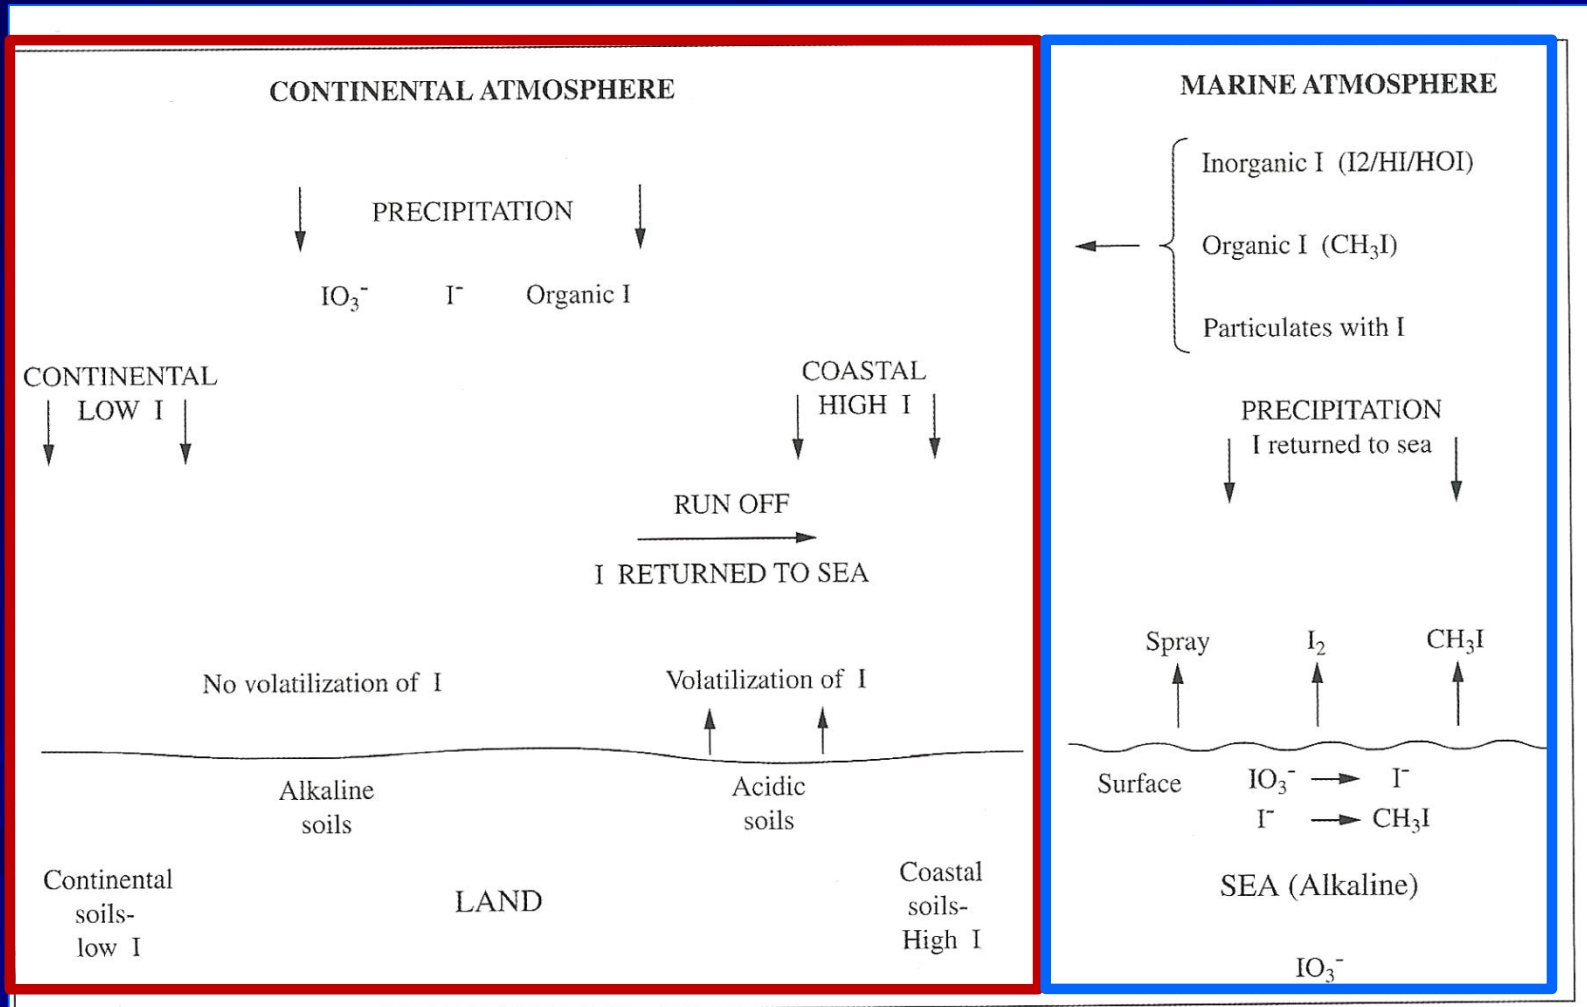 CONTINENTAL ATMOSPHERE
PRECIPITATION
IO₃⁻ I⁻ Organic I
CONTINENTAL
LOW I
COASTAL
HIGH I
RUN OFF
I RETURNED TO SEA
No volatilization of I
Volatilization of I
Alkaline
soils
Acidic
soils
Continental
soils-
low I
LAND
Coastal
soils-
High I
MARINE ATMOSPHERE
Inorganic I (I2/HI/HOI)
Organic I (CH₃I)
Particulates with I
PRECIPITATION
I returned to sea
Spray I₂ CH₃I
Surface IO₃⁻ → I⁻
I⁻ → CH₃I
SEA (Alkaline)
IO₃⁻